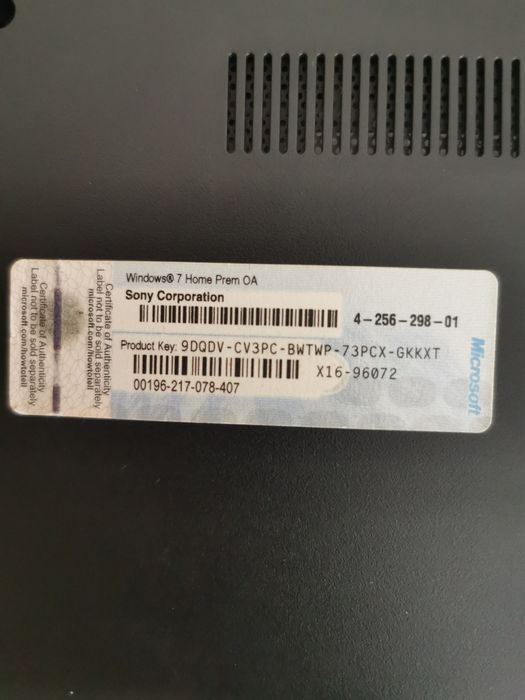 Windows® 7 Home Prem OA
Sony Corporation
4-256-298-01
Product Key: 9DQDV-CV3PC-BWTWP-73PCX-GKKXT
X16-96072
00196-217-078-407
Microsoft
Certificate of Authenticity
Label not to be sold separately
microsoft.com/howtotell
Certificate of Authenticity
Label not to be sold separately
microsoft.com/howtotell